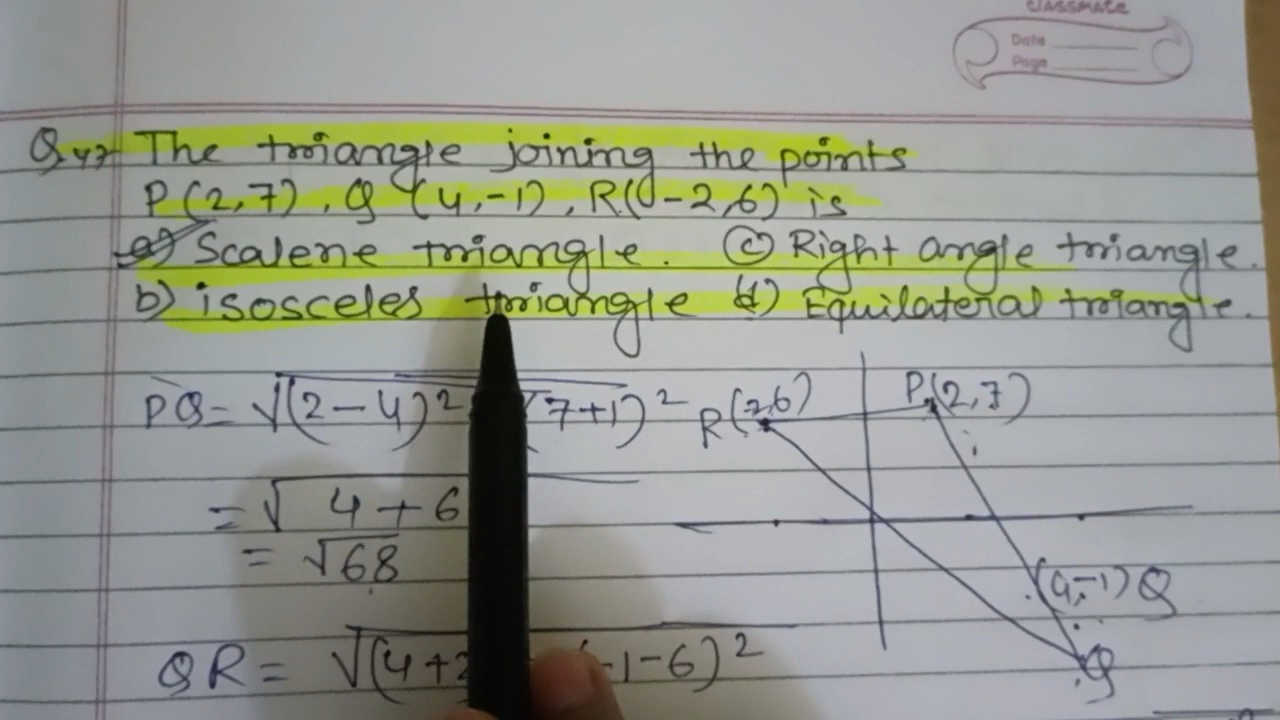 classmate
Date
Page
Q.47 The triangle joining the points
P(2,7), Q (4,-1), R(-2,6) is
a) Scalene triangle. (c) Right angle triangle.
b) isosceles triangle d) Equilateral triangle.
PQ = √(2-4)² (7+1)²
R(-2,6)
P(2,7)
= √ 4 + 6
= √68
(4,-1) Q
Q
QR = √(4+2 -1-6)²